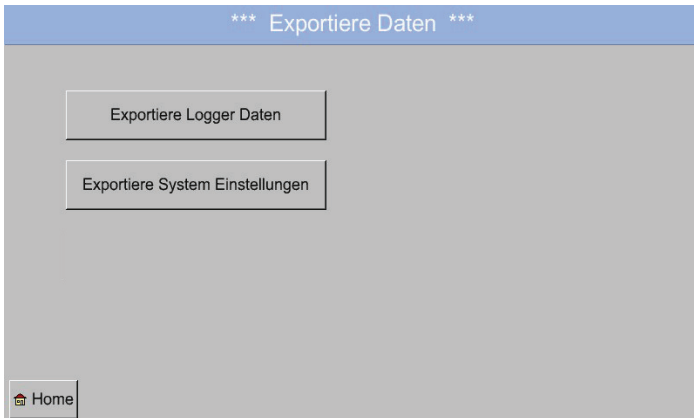 *** Exportiere Daten ***
Exportiere Logger Daten
Exportiere System Einstellungen
Home